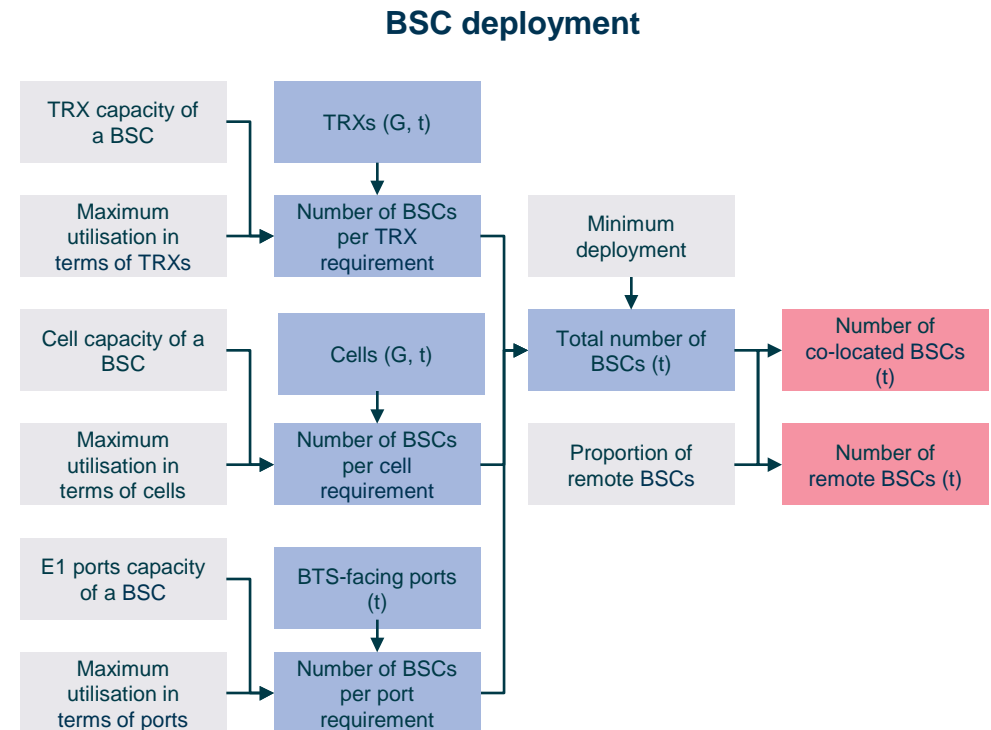 BSC deployment
TRX capacity of
a BSC
TRXs (G, t)
Maximum
utilisation in
terms of TRXs
Number of BSCs
per TRX
requirement
Minimum
deployment
Cell capacity of a
BSC
Cells (G, t)
Total number of
BSCs (t)
Number of
co-located BSCs
(t)
Maximum
utilisation in
terms of cells
Number of BSCs
per cell
requirement
Proportion of
remote BSCs
Number of
remote BSCs (t)
E1 ports capacity
of a BSC
BTS-facing ports
(t)
Maximum
utilisation in
terms of ports
Number of BSCs
per port
requirement